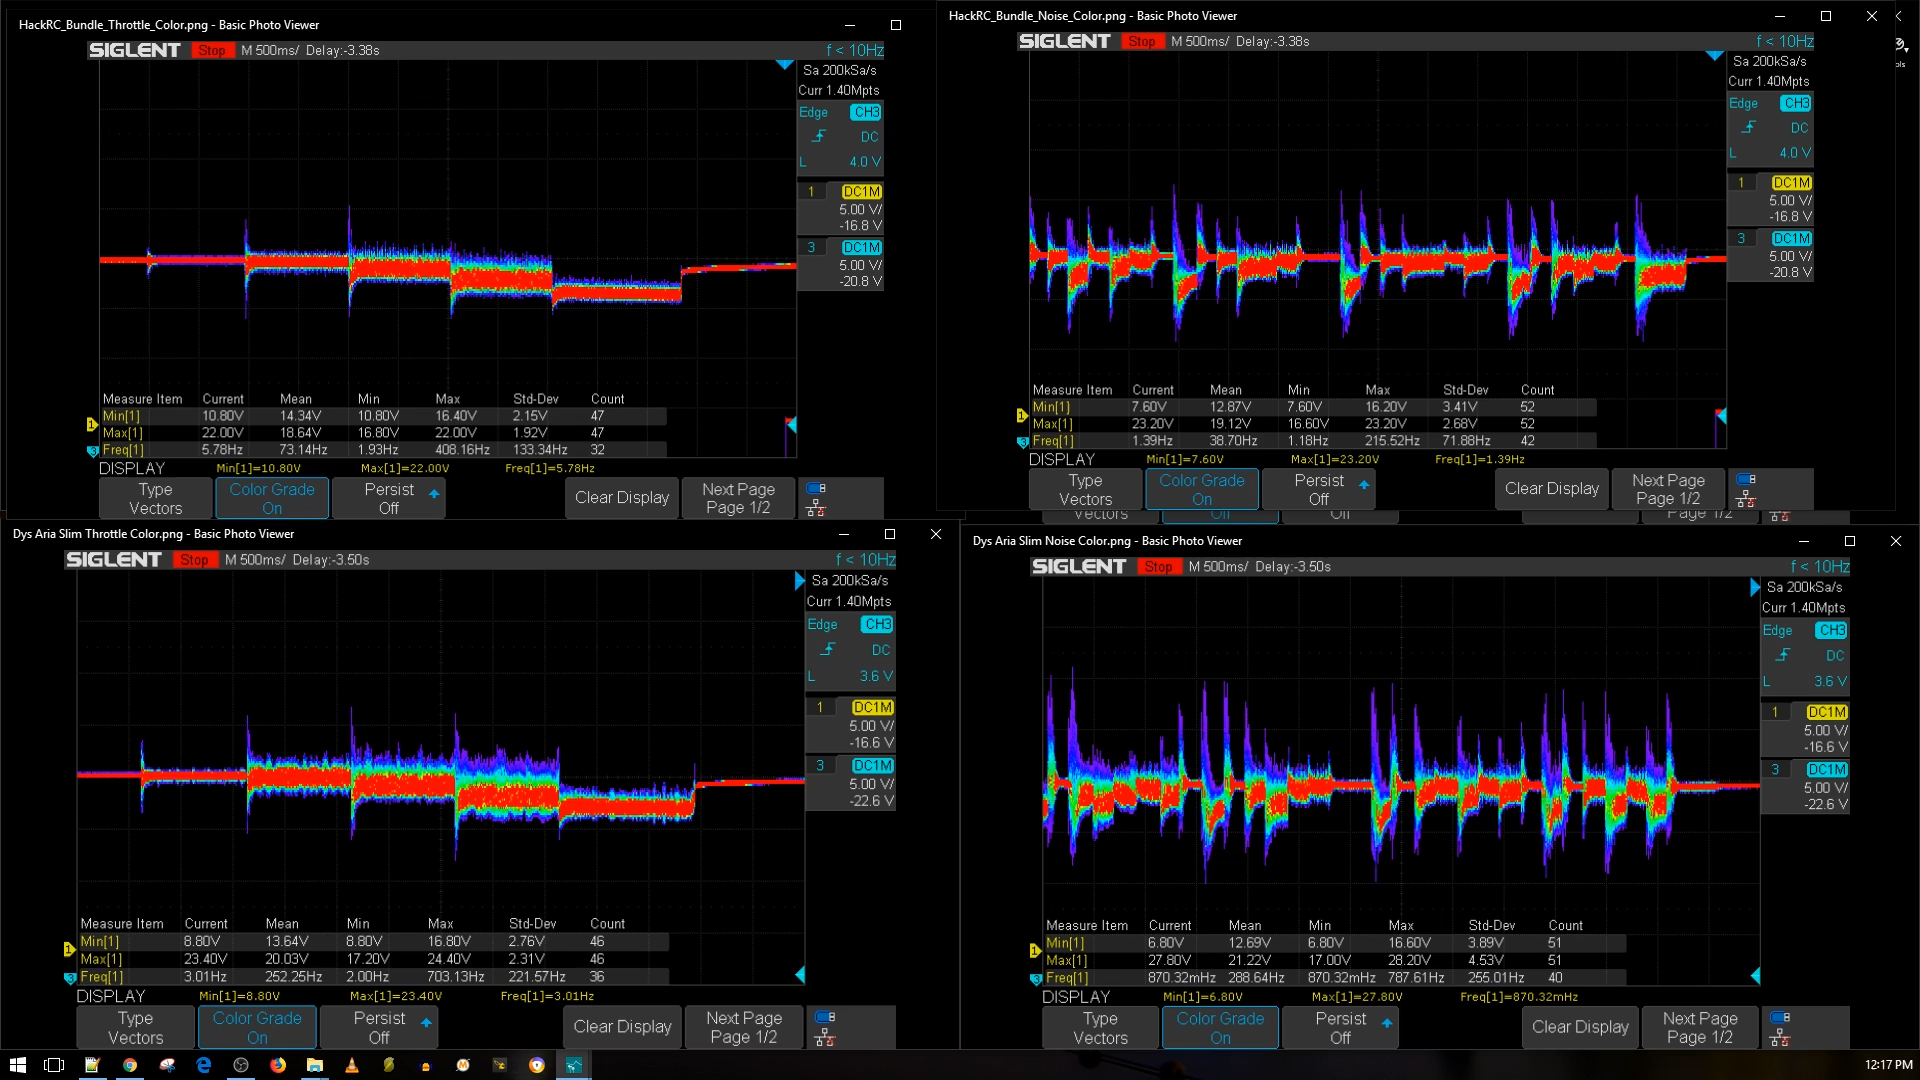 HackRC_Bundle_Throttle_Color.png - Basic Photo Viewer
SIGLENT Stop M 500ms/ Delay:-3.38s f < 10Hz
Sa 200kSa/s
Curr 1.40Mpts
Edge CH3
DC
L 4.0 V
1 DC1M
5.00 V/
-16.8 V
3 DC1M
5.00 V/
-20.8 V
Measure Item Current Mean Min Max Std-Dev Count
Min[1] 10.80V 14.34V 10.80V 16.40V 2.15V 47
Max[1] 22.00V 18.64V 16.80V 22.00V 1.92V 47
Freq[1] 5.78Hz 73.14Hz 1.93Hz 408.16Hz 133.34Hz 32
1
3
DISPLAY Min[1]=10.80V Max[1]=22.00V Freq[1]=5.78Hz
Type Color Grade Persist Clear Display Next Page
Vectors On Off Page 1/2
HackRC_Bundle_Noise_Color.png - Basic Photo Viewer
SIGLENT Stop M 500ms/ Delay:-3.38s f < 10Hz
Sa 200kSa/s
Curr 1.40Mpts
Edge CH3
DC
L 4.0 V
1 DC1M
5.00 V/
-16.8 V
3 DC1M
5.00 V/
-20.8 V
Measure Item Current Mean Min Max Std-Dev Count
Min[1] 7.60V 12.87V 7.60V 16.20V 3.41V 52
Max[1] 23.20V 19.12V 16.60V 23.20V 2.68V 52
Freq[1] 1.39Hz 38.70Hz 1.18Hz 215.52Hz 71.88Hz 42
1
3
DISPLAY Min[1]=7.60V Max[1]=23.20V Freq[1]=1.39Hz
Type Color Grade Persist Clear Display Next Page
Vectors On Off Page 1/2
Vectors On Off Page 1/2
Dys Aria Slim Throttle Color.png - Basic Photo Viewer
SIGLENT Stop M 500ms/ Delay:-3.50s f < 10Hz
Sa 200kSa/s
Curr 1.40Mpts
Edge CH3
DC
L 3.6 V
1 DC1M
5.00 V/
-16.6 V
3 DC1M
5.00 V/
-22.6 V
Measure Item Current Mean Min Max Std-Dev Count
Min[1] 8.80V 13.64V 8.80V 16.80V 2.76V 46
Max[1] 23.40V 20.03V 17.20V 24.40V 2.31V 46
Freq[1] 3.01Hz 252.25Hz 2.00Hz 703.13Hz 221.57Hz 36
1
3
DISPLAY Min[1]=8.80V Max[1]=23.40V Freq[1]=3.01Hz
Type Color Grade Persist Clear Display Next Page
Vectors On Off Page 1/2
Dys Aria Slim Noise Color.png - Basic Photo Viewer
SIGLENT Stop M 500ms/ Delay:-3.50s f < 10Hz
Sa 200kSa/s
Curr 1.40Mpts
Edge CH3
DC
L 3.6 V
1 DC1M
5.00 V/
-16.6 V
3 DC1M
5.00 V/
-22.6 V
Measure Item Current Mean Min Max Std-Dev Count
Min[1] 6.80V 12.69V 6.80V 16.60V 3.89V 51
Max[1] 27.80V 21.22V 17.00V 28.20V 4.53V 51
Freq[1] 870.32mHz 288.64Hz 870.32mHz 787.61Hz 255.01Hz 40
1
3
DISPLAY Min[1]=6.80V Max[1]=27.80V Freq[1]=870.32mHz
Type Color Grade Persist Clear Display Next Page
Vectors On Off Page 1/2
12:17 PM